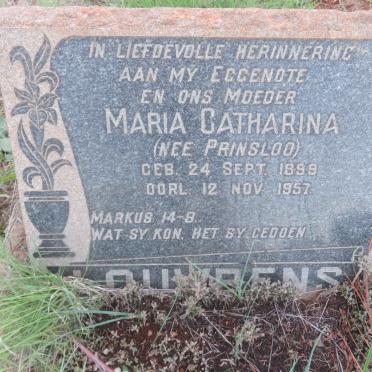 IN LIEFDEVOLLE HERINNERING
AAN MY EGGENOTE
EN ONS MOEDER
MARIA CATHARINA
(NEE PRINSLOO)
GEB. 24 SEPT. 1899
OORL. 12 NOV. 1957.
MARKUS. 14-8.
WAT SY KON, HET SY GEDOEN
LOUWRENS